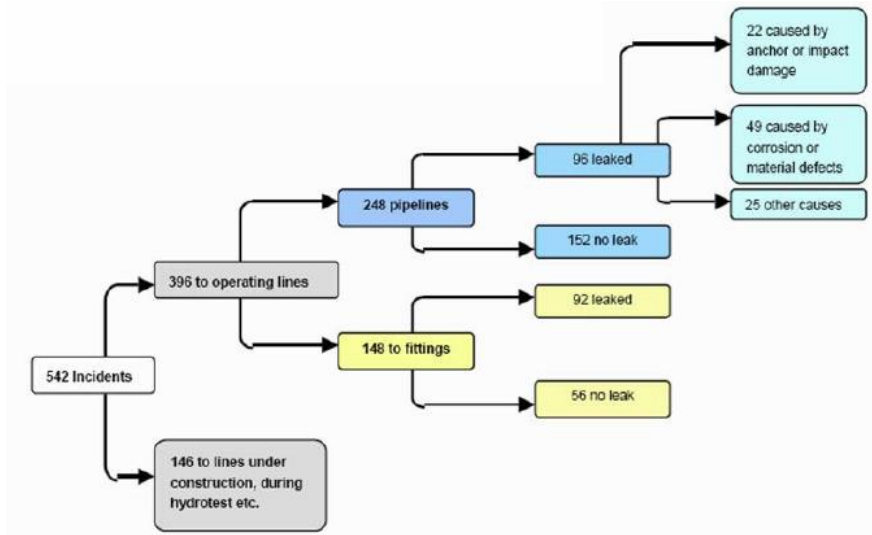 22 caused by
anchor or impact
damage
49 caused by
corrosion or
material defects
96 leaked
25 other causes
248 pipelines
152 no leak
396 to operating lines
92 leaked
148 to fittings
542 Incidents
56 no leak
146 to lines under
construction, during
hydrotest etc.